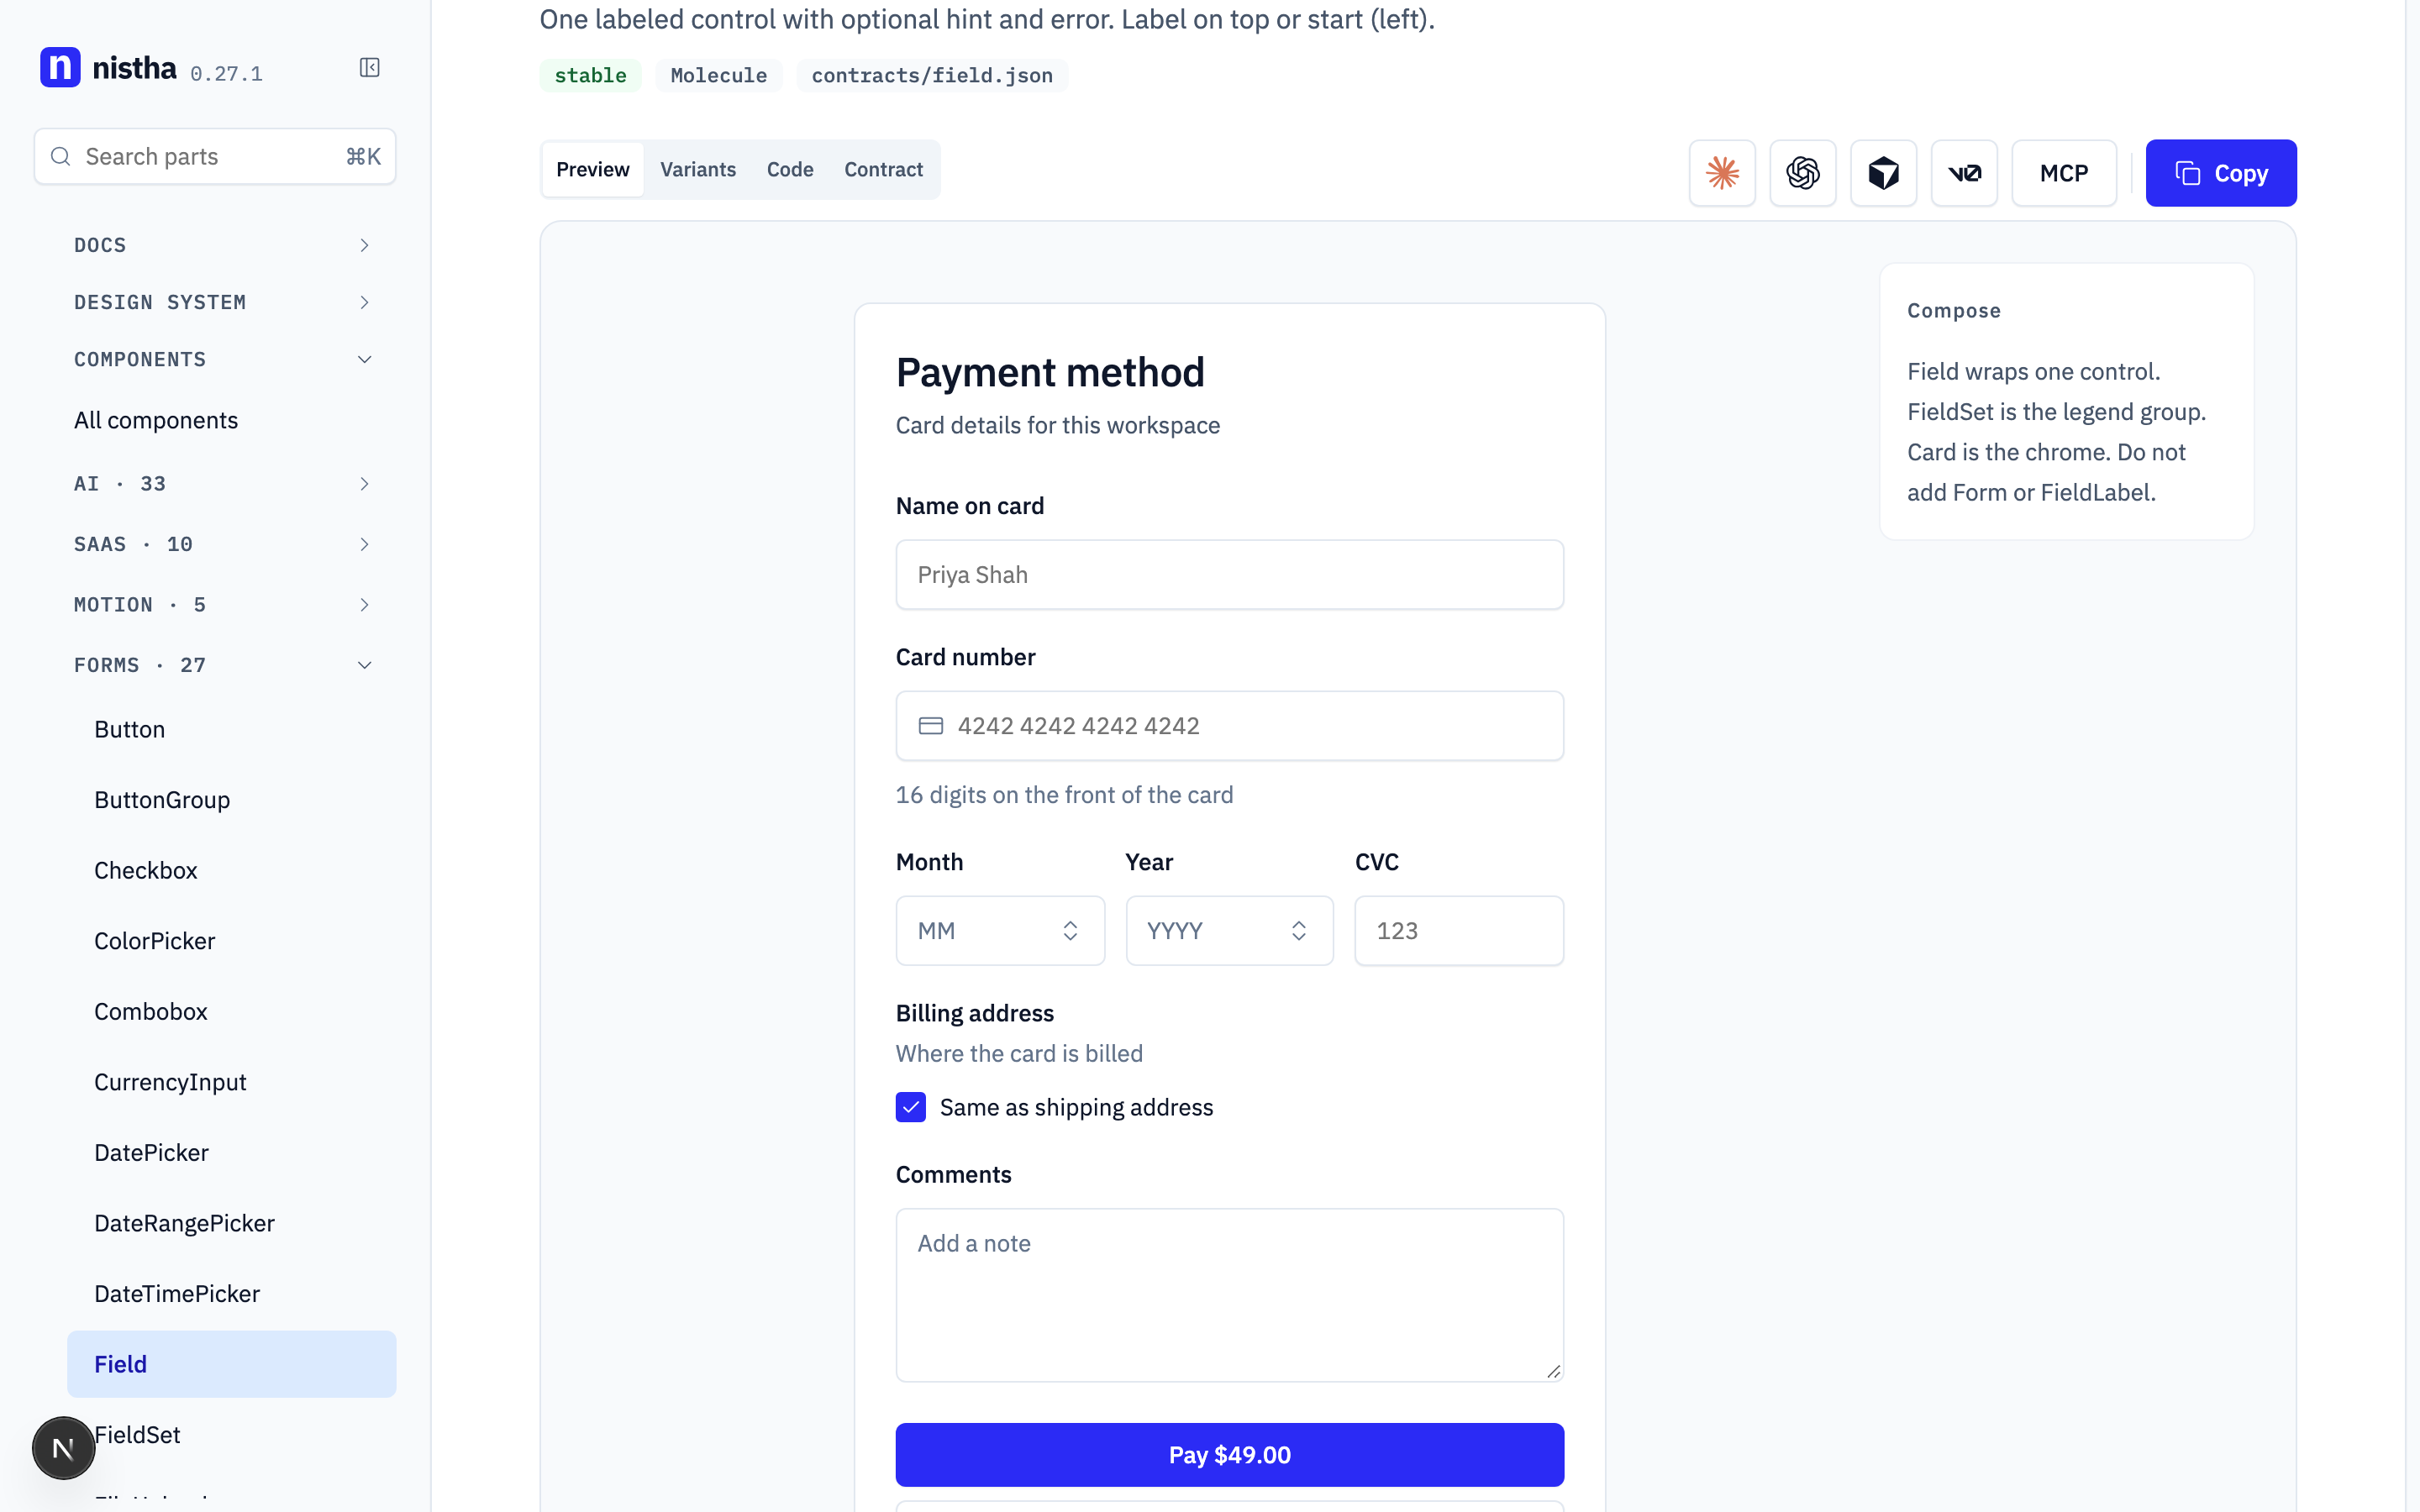 One labeled control with optional hint and error. Label on top or start (left).
n nistha 0.27.1
stable Molecule contracts/field.json
Search parts ⌘K
Preview Variants Code Contract
v0 MCP Copy
DOCS
DESIGN SYSTEM
COMPONENTS
All components
AI · 33
SAAS · 10
MOTION · 5
FORMS · 27
Button
ButtonGroup
Checkbox
ColorPicker
Combobox
CurrencyInput
DatePicker
DateRangePicker
DateTimePicker
Field
FieldSet
N
Payment method
Card details for this workspace
Name on card
Priya Shah
Card number
4242 4242 4242 4242
16 digits on the front of the card
Month Year CVC
MM YYYY 123
Billing address
Where the card is billed
Same as shipping address
Comments
Add a note
Pay $49.00
Compose
Field wraps one control.
FieldSet is the legend group.
Card is the chrome. Do not
add Form or FieldLabel.